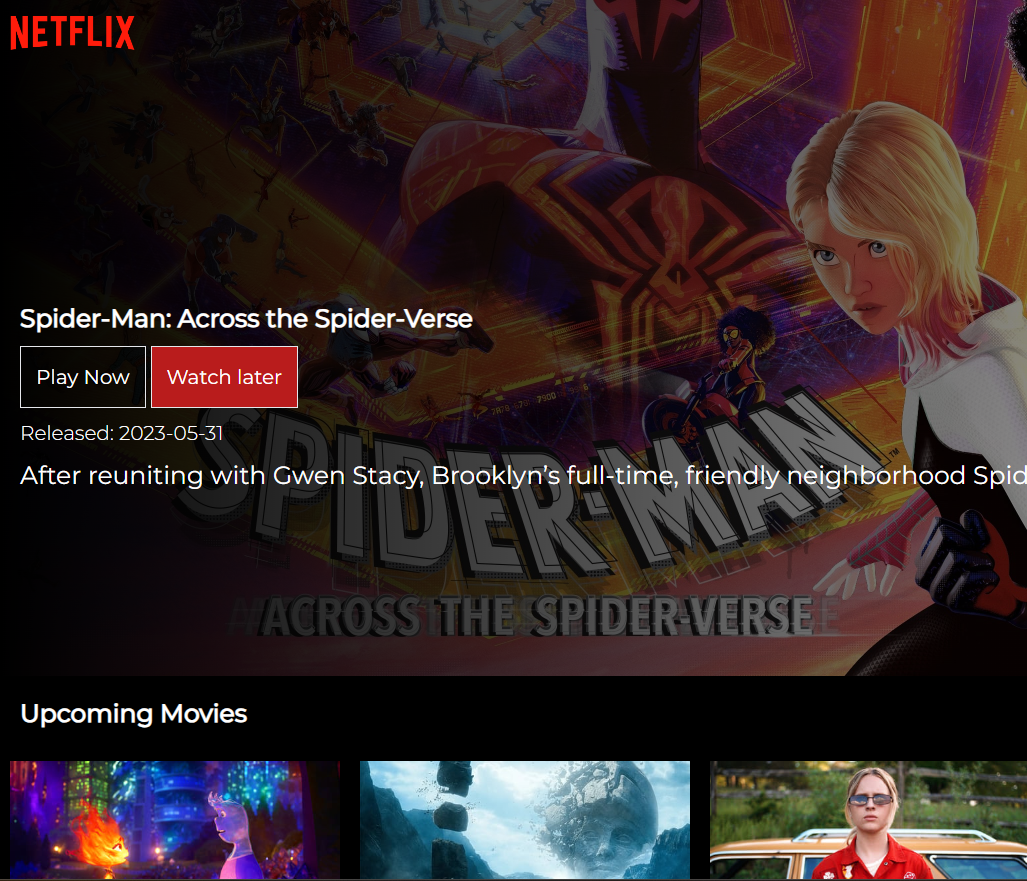 NETFLIX
Spider-Man: Across the Spider-Verse
Play Now
Watch later
Released: 2023-05-31
After reuniting with Gwen Stacy, Brooklyn’s full-time, friendly neighborhood Spid
SPIDER-MAN
ACROSS THE SPIDER-VERSE
Upcoming Movies